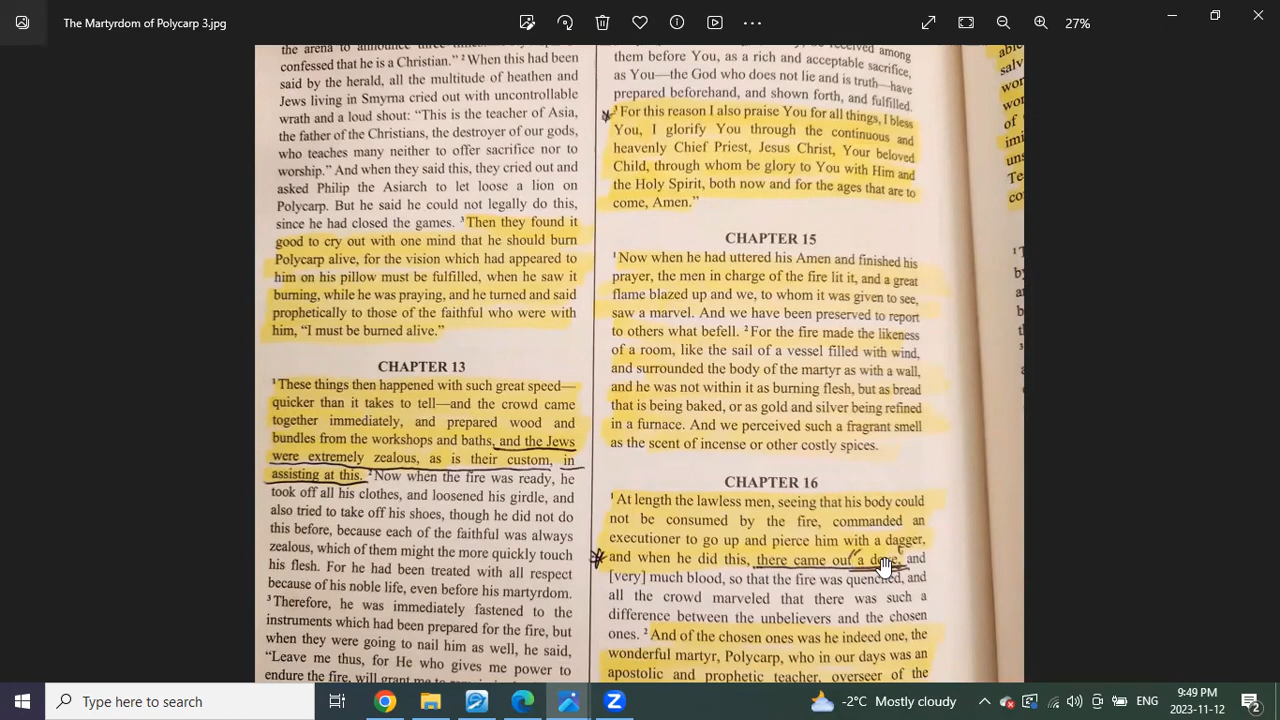 The Martyrdom of Polycarp 3.jpg
27%
the arena to announce three times
confessed that he is a Christian.” ²When this had been
said by the herald, all the multitude of heathen and
Jews living in Smyrna cried out with uncontrollable
wrath and a loud shout: “This is the teacher of Asia,
the father of the Christians, the destroyer of our gods,
who teaches many neither to offer sacrifice nor to
worship.” And when they said this, they cried out and
asked Philip the Asiarch to let loose a lion on
Polycarp. But he said he could not legally do this,
since he had closed the games. ³Then they found it
good to cry out with one mind that he should burn
Polycarp alive, for the vision which had appeared to
him on his pillow must be fulfilled, when he saw it
burning, while he was praying, and he turned and said
prophetically to those of the faithful who were with
him, “I must be burned alive.”
CHAPTER 13
¹These things then happened with such great speed—
quicker than it takes to tell—and the crowd came
together immediately, and prepared wood and
bundles from the workshops and baths, and the Jews
were extremely zealous, as is their custom, in
assisting at this. ²Now when the fire was ready, he
took off all his clothes, and loosened his girdle, and
also tried to take off his shoes, though he did not do
this before, because each of the faithful was always
zealous, which of them might the more quickly touch
his flesh. For he had been treated with all respect
because of his noble life, even before his martyrdom.
³Therefore, he was immediately fastened to the
instruments which had been prepared for the fire, but
when they were going to nail him as well, he said,
“Leave me thus, for He who gives me power to
endure the fire, will grant me to
received among
them before You, as a rich and acceptable sacrifice,
as You—the God who does not lie and is truth—have
prepared beforehand, and shown forth, and fulfilled.
³For this reason I also praise You for all things, I bless
You, I glorify You through the continuous and
heavenly Chief Priest, Jesus Christ, Your beloved
Child, through whom be glory to You with Him and
the Holy Spirit, both now and for the ages that are to
come, Amen.”
CHAPTER 15
¹Now when he had uttered his Amen and finished his
prayer, the men in charge of the fire lit it, and a great
flame blazed up and we, to whom it was given to see,
saw a marvel. And we have been preserved to report
to others what befell. ²For the fire made the likeness
of a room, like the sail of a vessel filled with wind,
and surrounded the body of the martyr as with a wall,
and he was not within it as burning flesh, but as bread
that is being baked, or as gold and silver being refined
in a furnace. And we perceived such a fragrant smell
as the scent of incense or other costly spices.
CHAPTER 16
¹At length the lawless men, seeing that his body could
not be consumed by the fire, commanded an
executioner to go up and pierce him with a dagger,
and when he did this, there came out a dove, and
[very] much blood, so that the fire was quenched, and
all the crowd marveled that there was such a
difference between the unbelievers and the chosen
ones. ²And of the chosen ones was he indeed one, the
wonderful martyr, Polycarp, who in our days was an
apostolic and prophetic teacher, overseer of the
Type here to search
-2°C Mostly cloudy
ENG
9:49 PM
2023-11-12
2